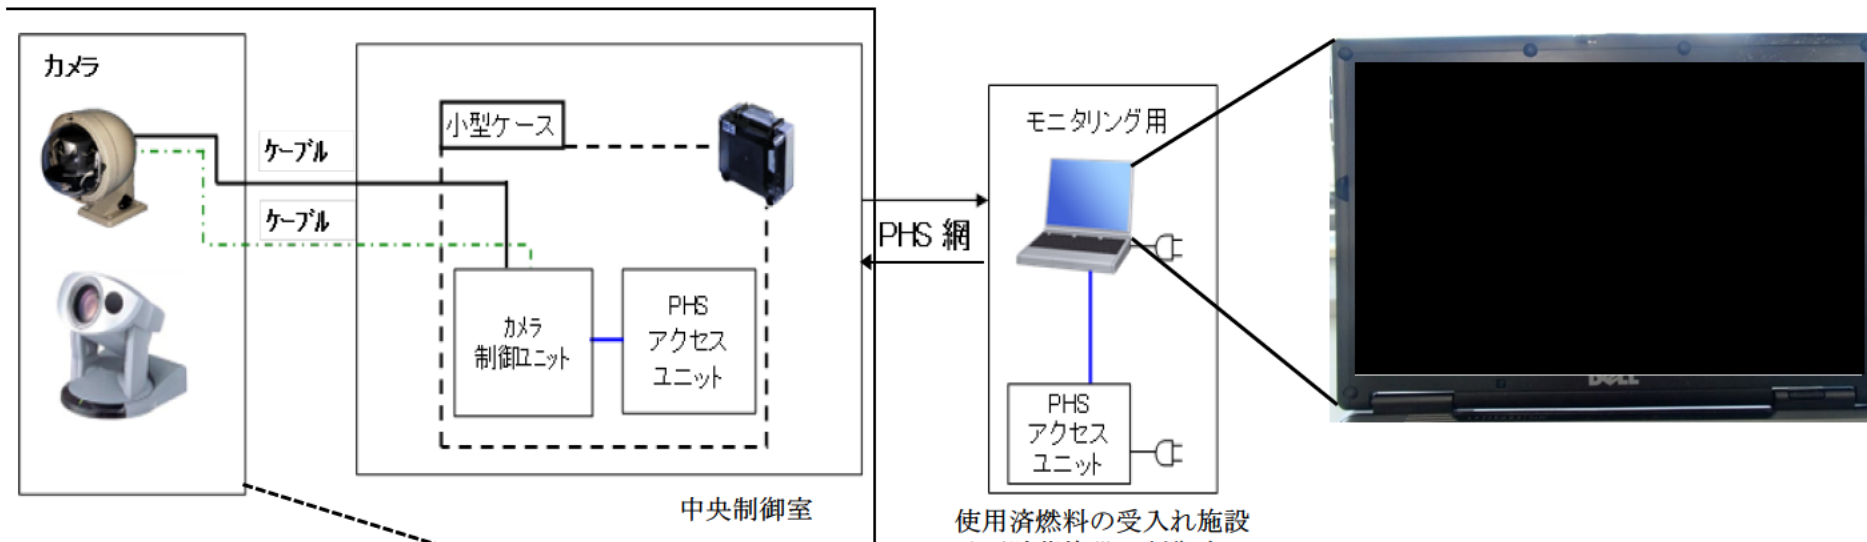 カメラ
ケーブル
ケーブル
小型ケース
カメラ
制御ユニット
PHS
アクセス
ユニット
中央制御室
PHS 網
モニタリング用
PHS
アクセス
ユニット
使用済燃料の受入れ施設
DELL